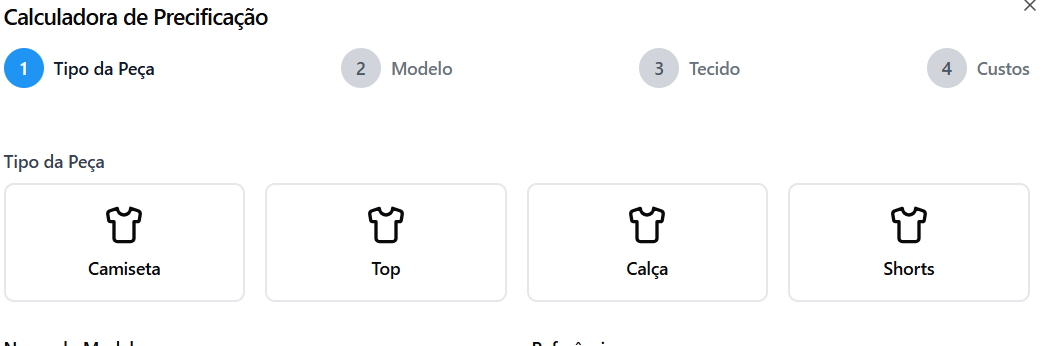 Calculadora de Precificação
1 Tipo da Peça 2 Modelo 3 Tecido 4 Custos
Tipo da Peça
Camiseta Top Calça Shorts